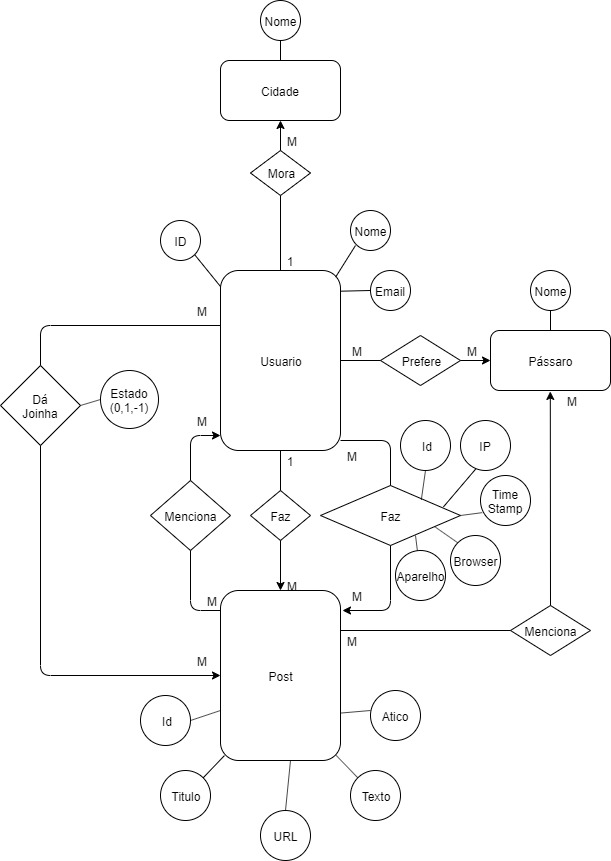 Nome
Cidade
M
Mora
1
ID
Nome
Email
M
Usuario
M
Prefere
M
Nome
Pássaro
M
Dá
Joinha
Estado
(0,1,-1)
M
Menciona
M
1
Faz
M
M
Faz
M
Id
IP
Time
Stamp
Browser
Aparelho
Menciona
M
M
Post
Id
Titulo
URL
Texto
Atico